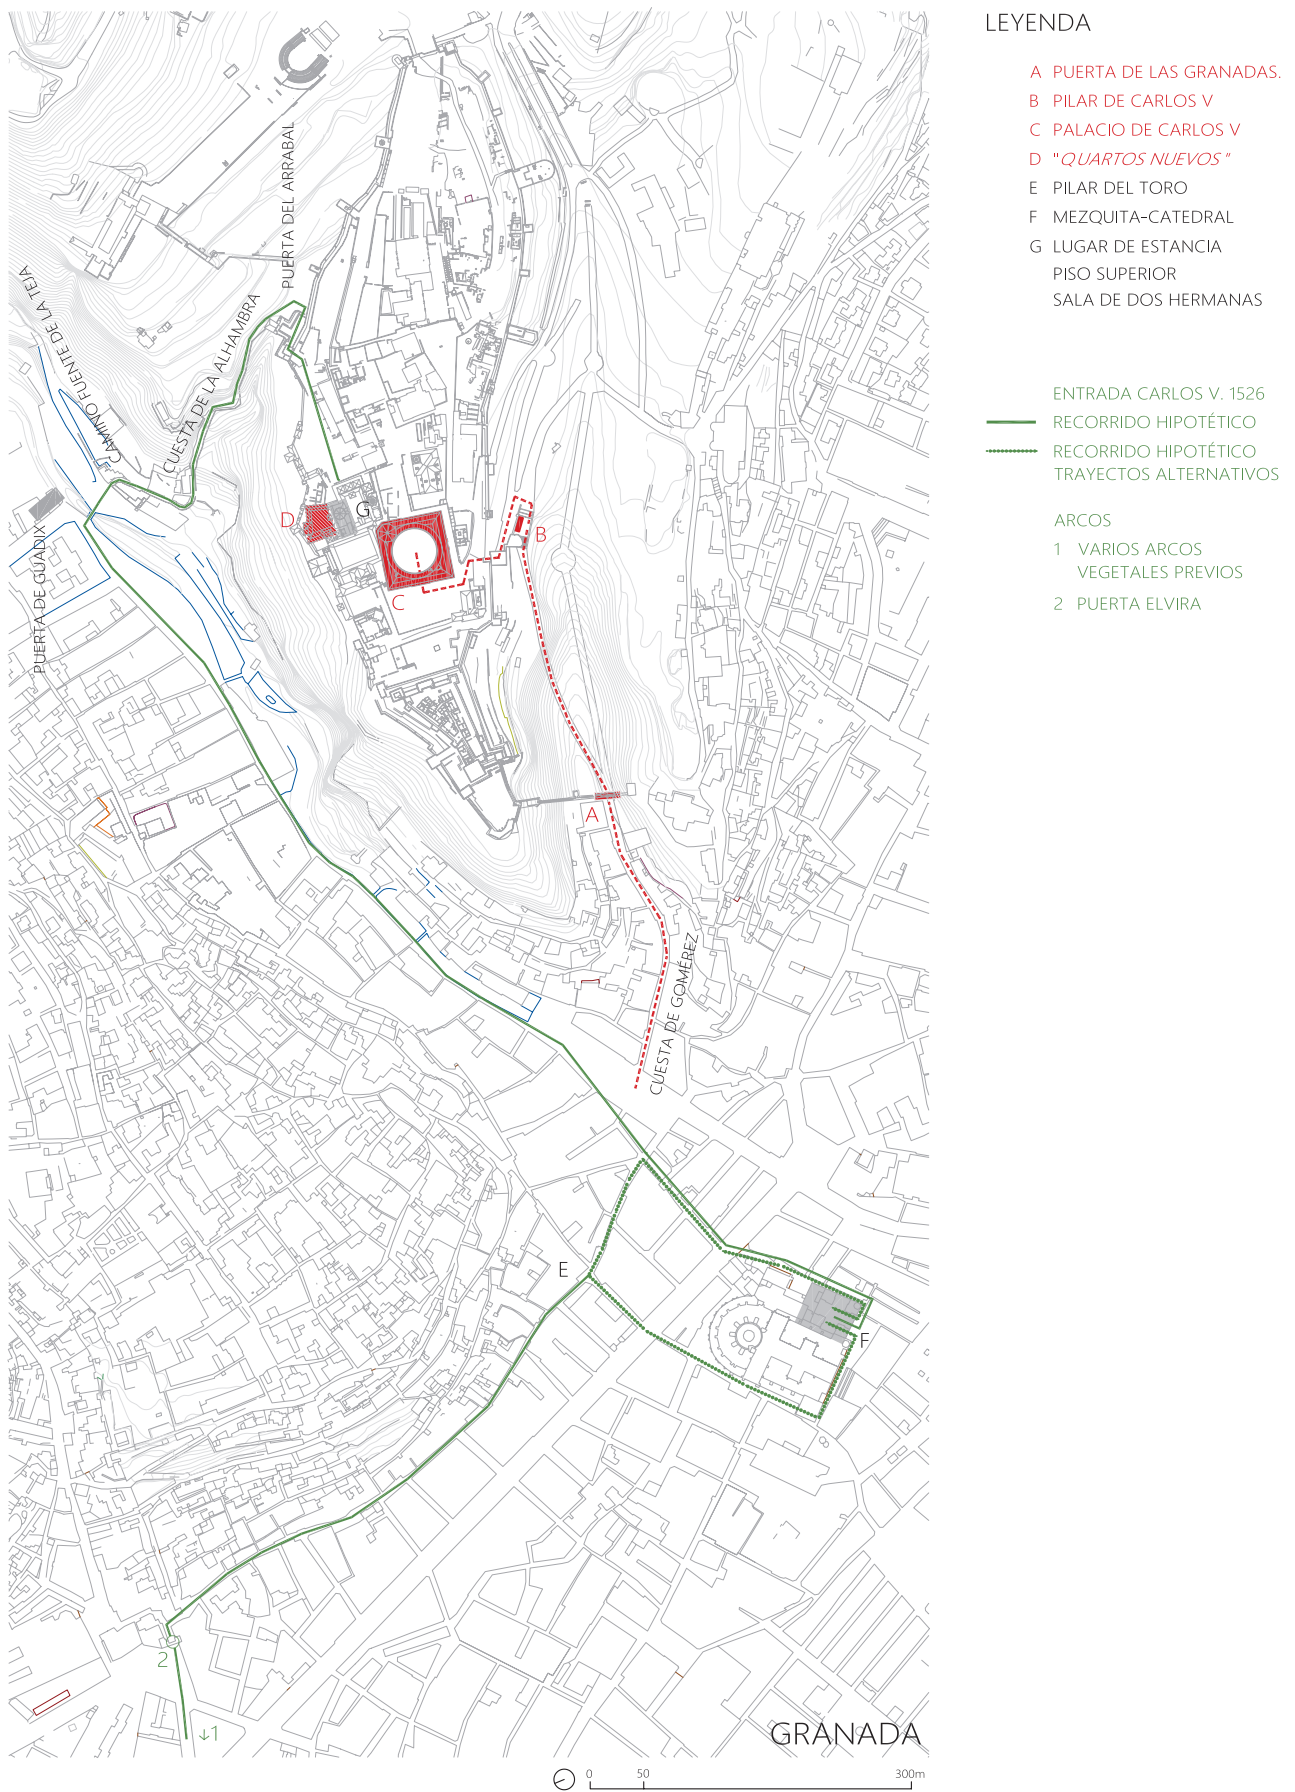 LEYENDA
A PUERTA DE LAS GRANADAS.
B PILAR DE CARLOS V
C PALACIO DE CARLOS V
D "QUARTOS NUEVOS"
E PILAR DEL TORO
F MEZQUITA-CATEDRAL
G LUGAR DE ESTANCIA
PISO SUPERIOR
SALA DE DOS HERMANAS
ENTRADA CARLOS V. 1526
RECORRIDO HIPOTÉTICO
RECORRIDO HIPOTÉTICO
TRAYECTOS ALTERNATIVOS
ARCOS
1 VARIOS ARCOS
VEGETALES PREVIOS
2 PUERTA ELVIRA
PUERTA DEL ARRABAL
CAMINO FUENTE DE LA TEJA
CUESTA DE LA ALHAMBRA
PUERTA DE GUADIX
G
D
B
C
A
CUESTA DE GOMÉREZ
E
F
2
↓1
GRANADA
0 50 300m